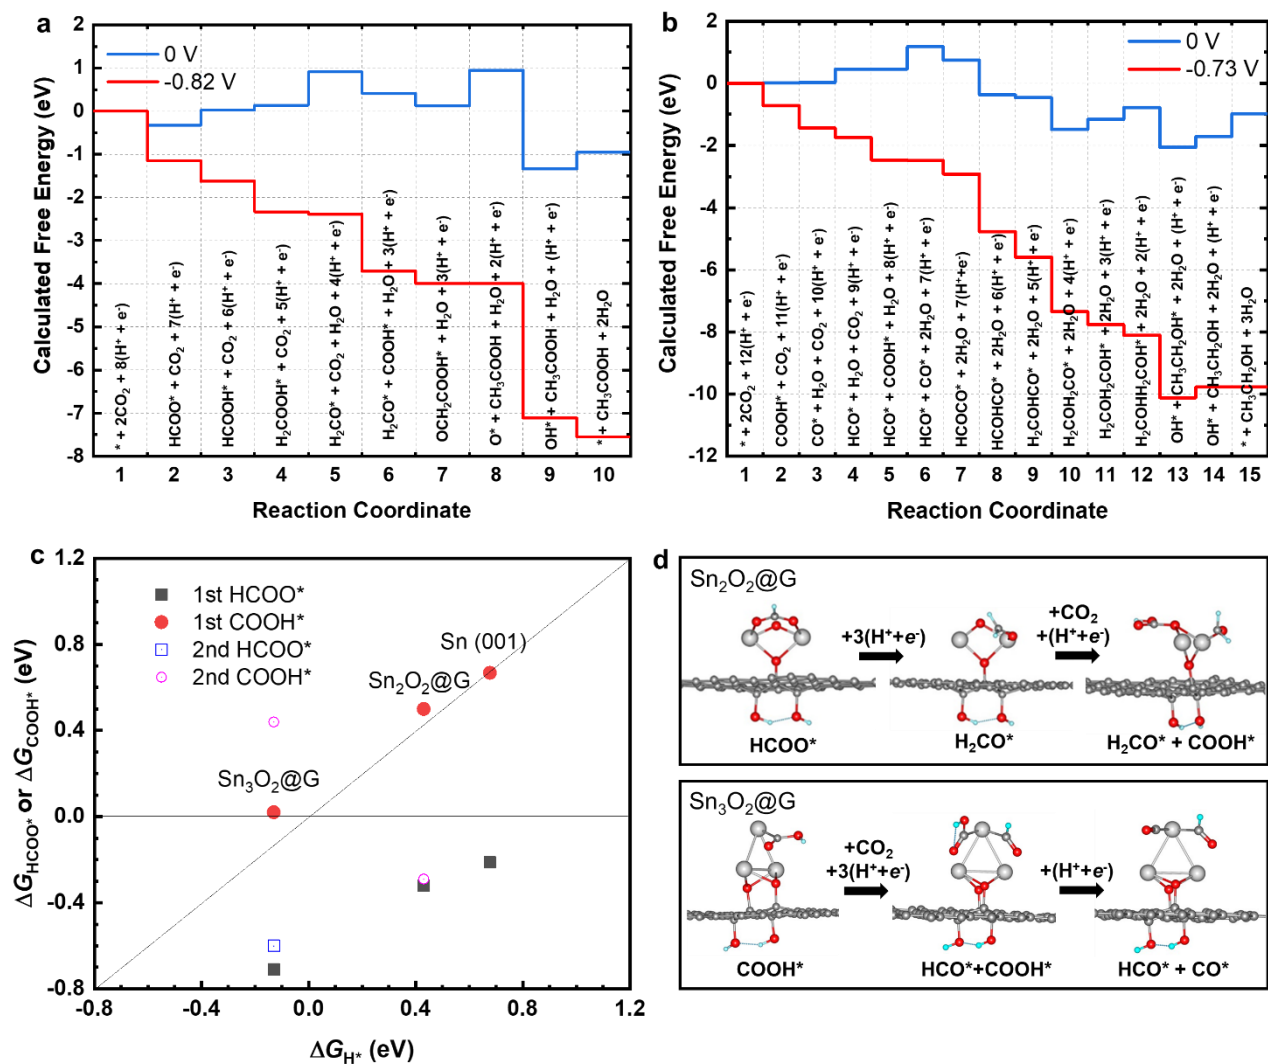 a
2
1
0
-1
-2
-3
-4
-5
-6
-7
-8
Calculated Free Energy (eV)
0 V
-0.82 V
* + 2CO2 + 8(H+ + e-)
HCOO* + CO2 + 7(H+ + e-)
HCOOH* + CO2 + 6(H+ + e-)
H2COOH* + CO2 + 5(H+ + e-)
H2CO* + CO2 + H2O + 4(H+ + e-)
H2CO* + COOH* + H2O + 3(H+ + e-)
OCH2COOH* + H2O + 3(H+ + e-)
O* + CH3COOH + H2O + 2(H+ + e-)
OH* + CH3COOH + H2O + (H+ + e-)
* + CH3COOH + 2H2O
1 2 3 4 5 6 7 8 9 10
Reaction Coordinate
b
2
0
-2
-4
-6
-8
-10
-12
Calculated Free Energy (eV)
0 V
-0.73 V
* + 2CO2 + 12(H+ + e-)
COOH* + CO2 + 11(H+ + e-)
CO* + H2O + CO2 + 10(H+ + e-)
HCO* + H2O + CO2 + 9(H+ + e-)
HCO* + COOH* + H2O + 8(H+ + e-)
HCO* + CO* + 2H2O + 7(H+ + e-)
HCOCO* + 2H2O + 7(H++e-)
HCOHCO* + 2H2O + 6(H+ + e-)
H2COHCO* + 2H2O + 5(H+ + e-)
H2COHH2CO* + 2H2O + 4(H+ + e-)
H2COHH2COH* + 2H2O + 3(H+ + e-)
H2COHH2COH* + 2H2O + 2(H+ + e-)
OH* + CH3CH2OH* + 2H2O + (H+ + e-)
OH* + CH3CH2OH + 2H2O + (H+ + e-)
* + CH3CH2OH + 3H2O
1 2 3 4 5 6 7 8 9 10 11 12 13 14 15
Reaction Coordinate
c
1.2
0.8
0.4
0.0
-0.4
-0.8
ΔGHCOO* or ΔGCOOH* (eV)
1st HCOO*
1st COOH*
2nd HCOO*
2nd COOH*
Sn (001)
Sn2O2@G
Sn3O2@G
-0.8 -0.4 0.0 0.4 0.8 1.2
ΔGH* (eV)
d
Sn2O2@G
+3(H++e-)
+CO2
+(H++e-)
HCOO*
H2CO*
H2CO* + COOH*
Sn3O2@G
+CO2
+3(H++e-)
+(H++e-)
COOH*
HCO*+COOH*
HCO* + CO*